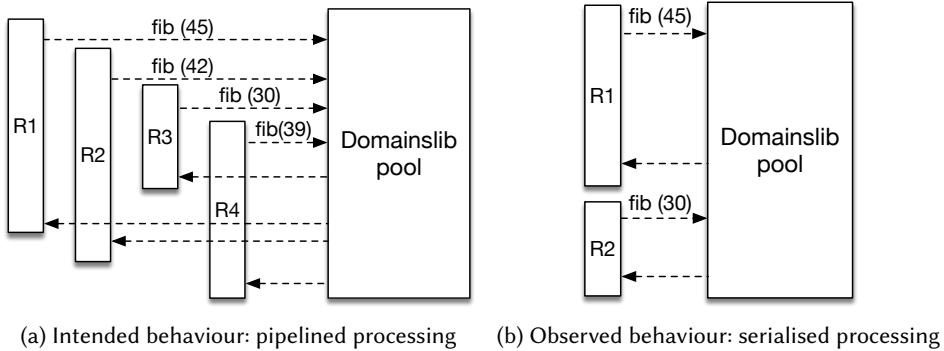 fib (45)
fib (42)
fib (30)
fib(39)
R1
R2
R3
R4
Domainslib
pool
fib (45)
R1
fib (30)
R2
Domainslib
pool
(a) Intended behaviour: pipelined processing
(b) Observed behaviour: serialised processing